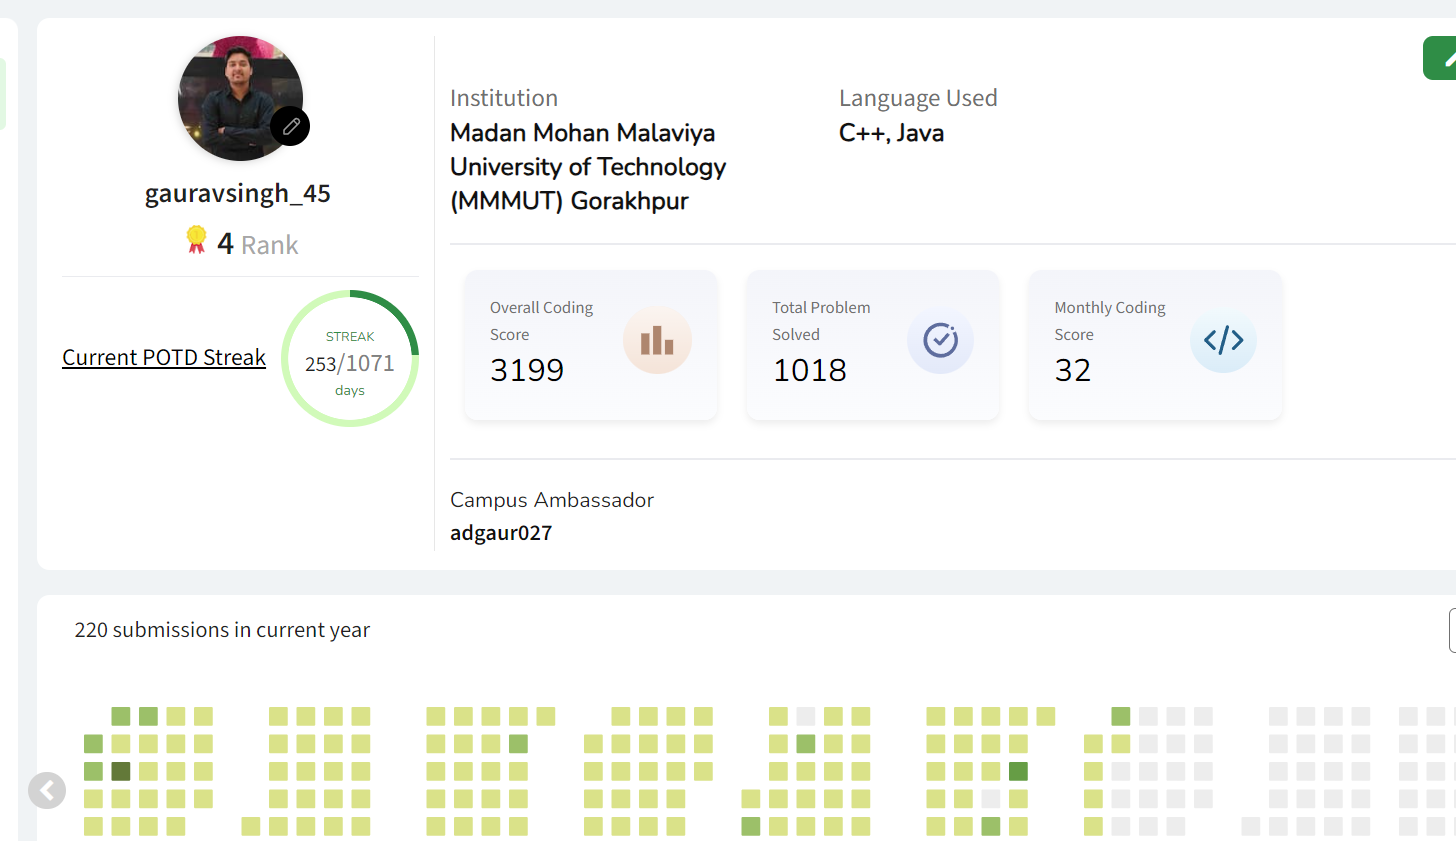 gauravsingh_45
4 Rank
Current POTD Streak
STREAK
253/1071
days
Institution
Madan Mohan Malaviya
University of Technology
(MMMUT) Gorakhpur
Language Used
C++, Java
Overall Coding
Score
3199
Total Problem
Solved
1018
Monthly Coding
Score
32
Campus Ambassador
adgaur027
220 submissions in current year